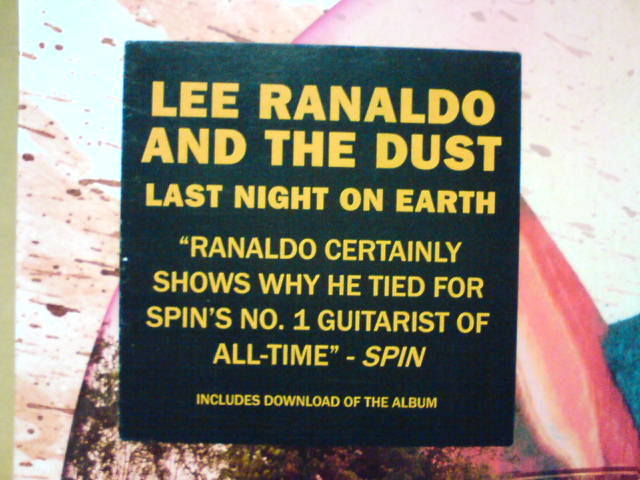 LEE RANALDO
AND THE DUST
LAST NIGHT ON EARTH
“RANALDO CERTAINLY
SHOWS WHY HE TIED FOR
SPIN’S NO. 1 GUITARIST OF
ALL-TIME” - SPIN
INCLUDES DOWNLOAD OF THE ALBUM